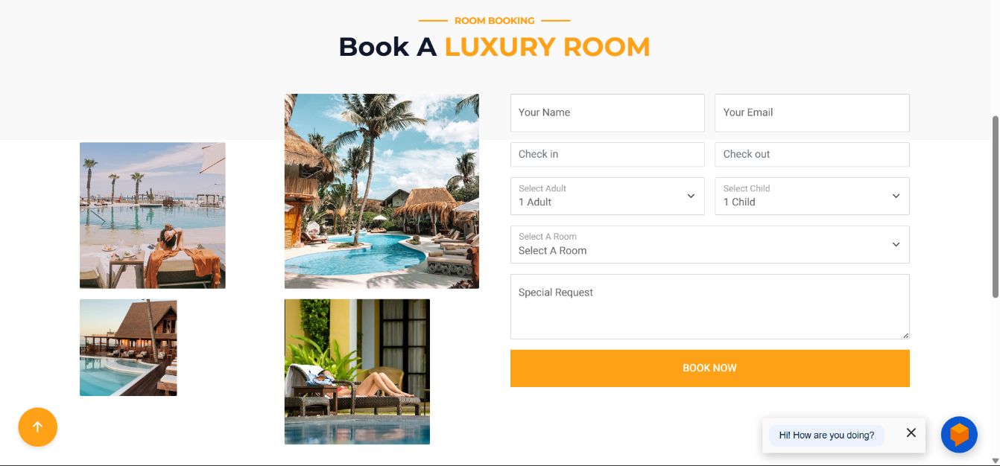 ROOM BOOKING
Book A LUXURY ROOM
Your Name
Your Email
Check in
Check out
Select Adult
1 Adult
Select Child
1 Child
Select A Room
Select A Room
Special Request
BOOK NOW
Hi! How are you doing?